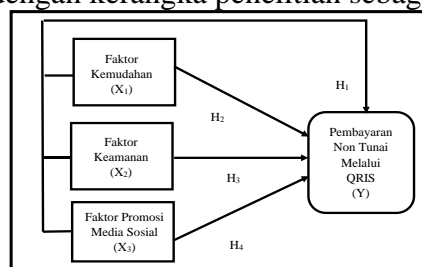 dengan kerangka penelitian sebag
Faktor
Kemudahan
(X₁)
H₁
H₂
Faktor
Keamanan
(X₂)
Pembayaran
Non Tunai
Melalui
QRIS
(Y)
H₃
Faktor Promosi
Media Sosial
(X₃)
H₄